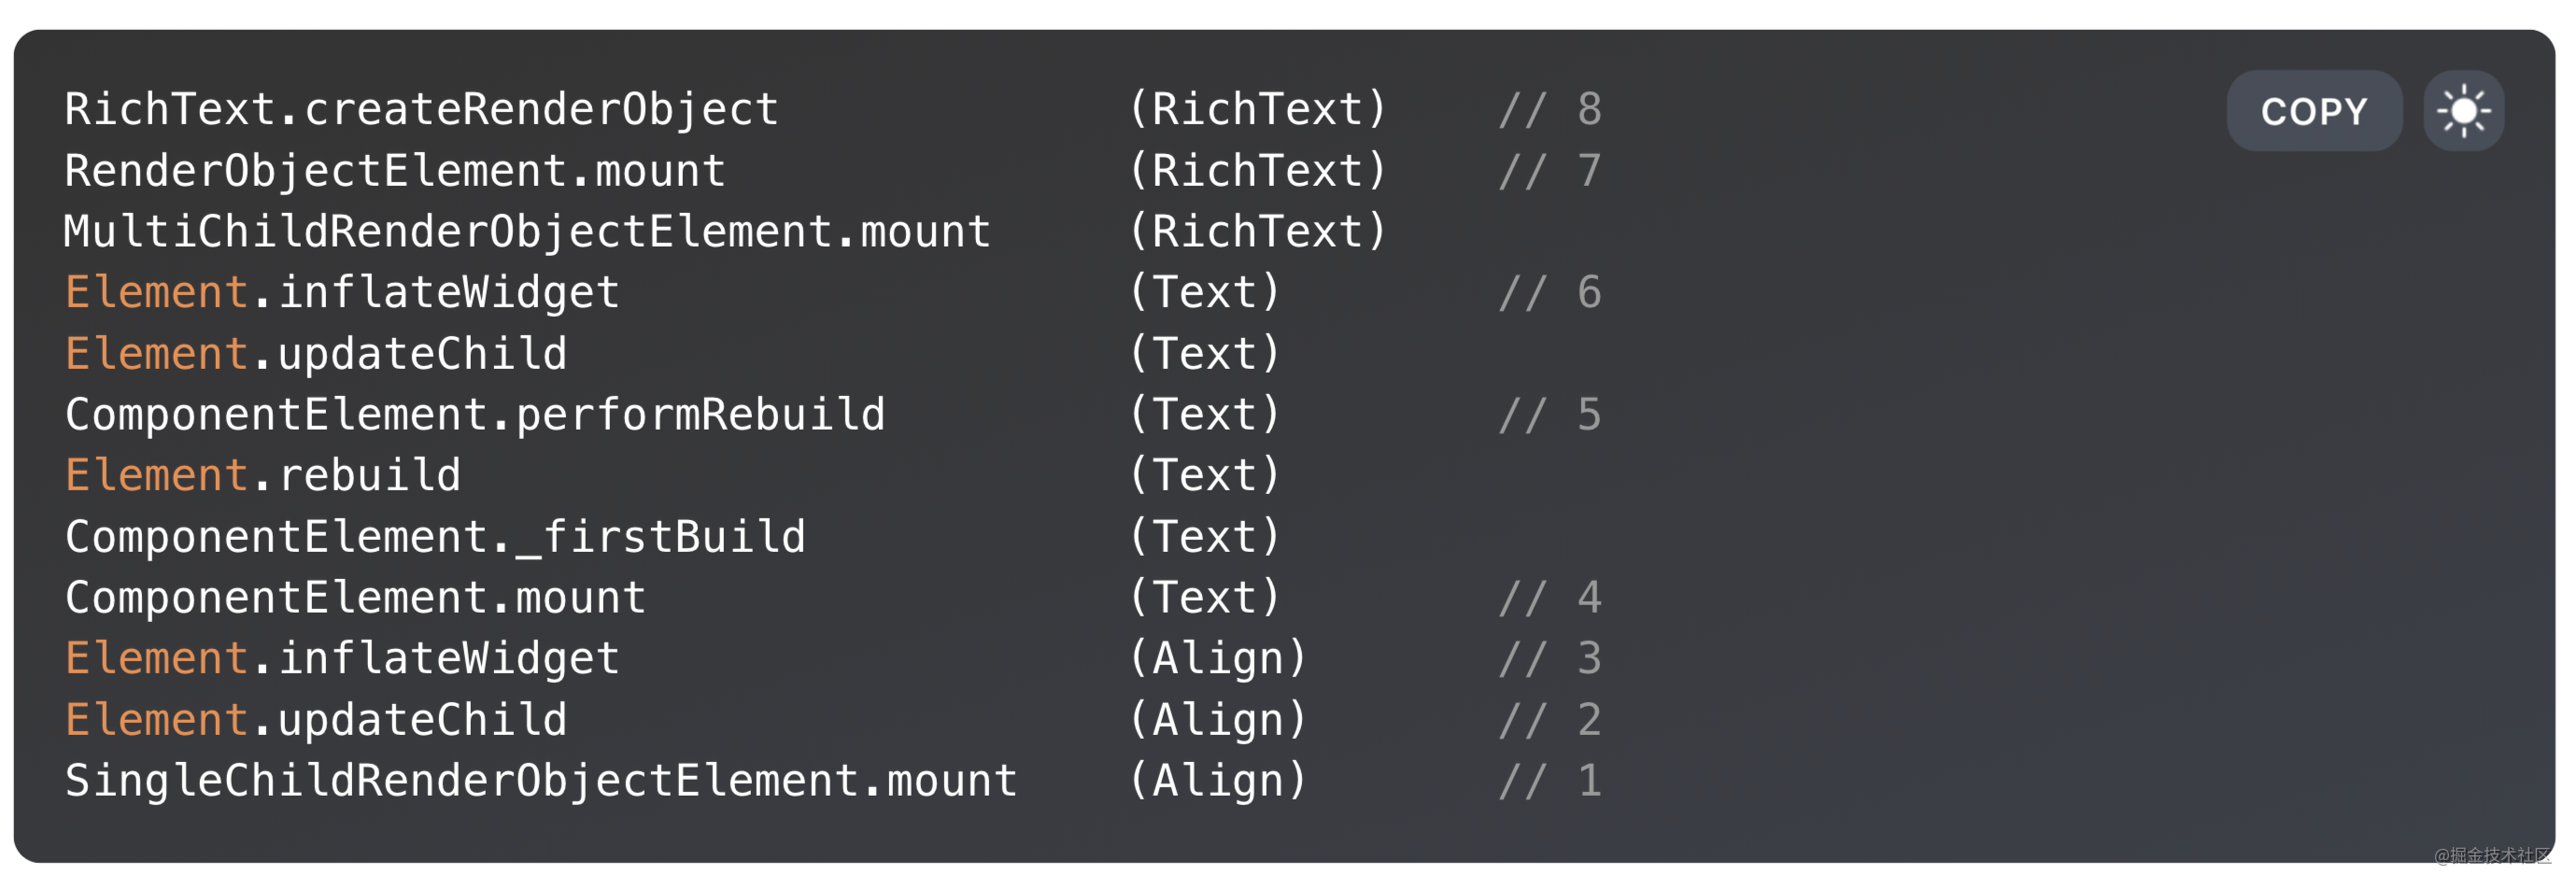 RichText.createRenderObject (RichText) // 8
COPY
RenderObjectElement.mount (RichText) // 7
MultiChildRenderObjectElement.mount (RichText)
Element.inflateWidget (Text) // 6
Element.updateChild (Text)
ComponentElement.performRebuild (Text) // 5
Element.rebuild (Text)
ComponentElement._firstBuild (Text)
ComponentElement.mount (Text) // 4
Element.inflateWidget (Align) // 3
Element.updateChild (Align) // 2
SingleChildRenderObjectElement.mount (Align) // 1
@掘金技术社区